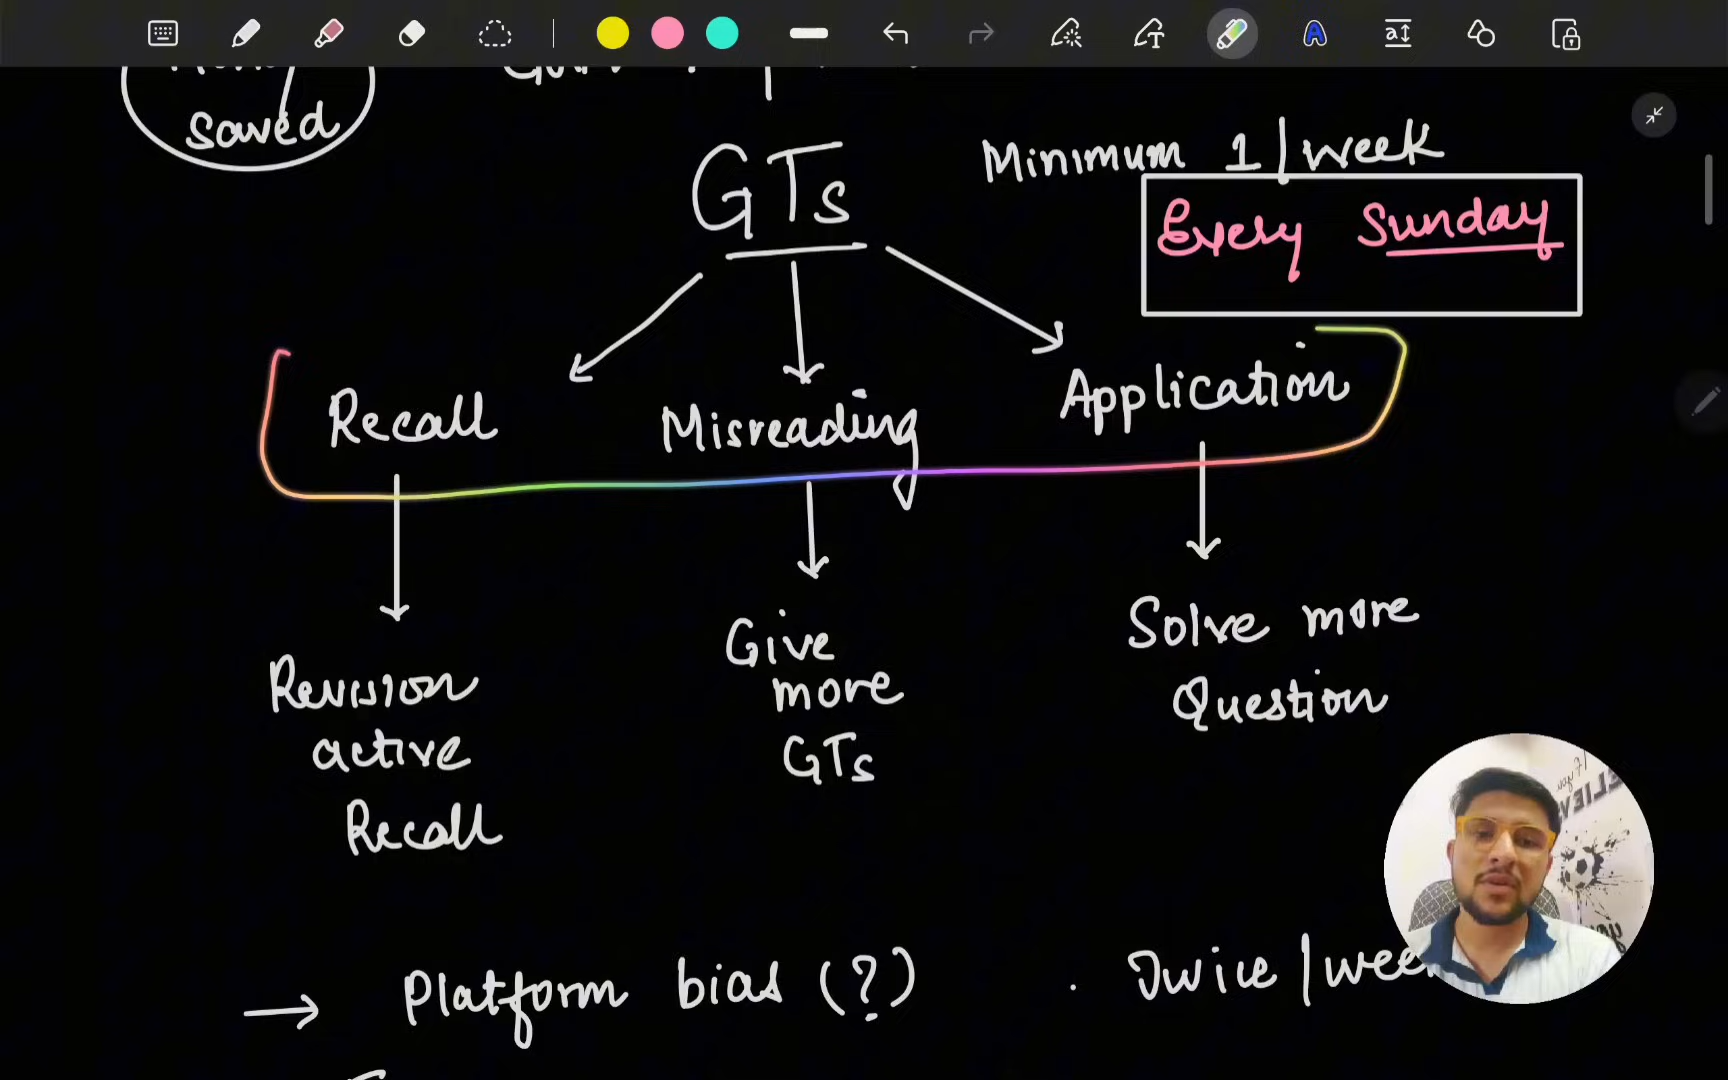 saved
GTs
Minimum 1/week
Every Sunday
Recall
Misreading
Application
Revision
active
Recall
Give
more
GTs
Solve more
Question
→ Platform bias (?)
. Twice/wee